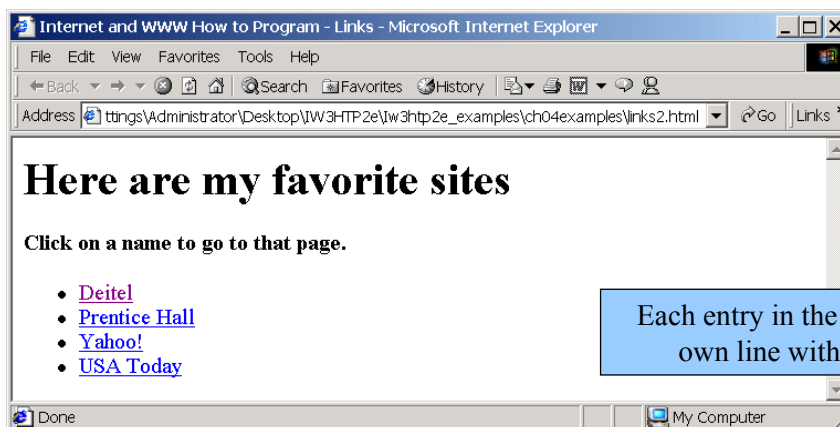 Internet and WWW How to Program - Links - Microsoft Internet Explorer
File Edit View Favorites Tools Help
Back Search Favorites History
Address ttings\Administrator\Desktop\IW3HTP2e\Iw3htp2e_examples\ch04examples\links2.html Go Links
Here are my favorite sites
Click on a name to go to that page.
Deitel
Prentice Hall
Yahoo!
USA Today
Each entry in the
own line with
Done My Computer